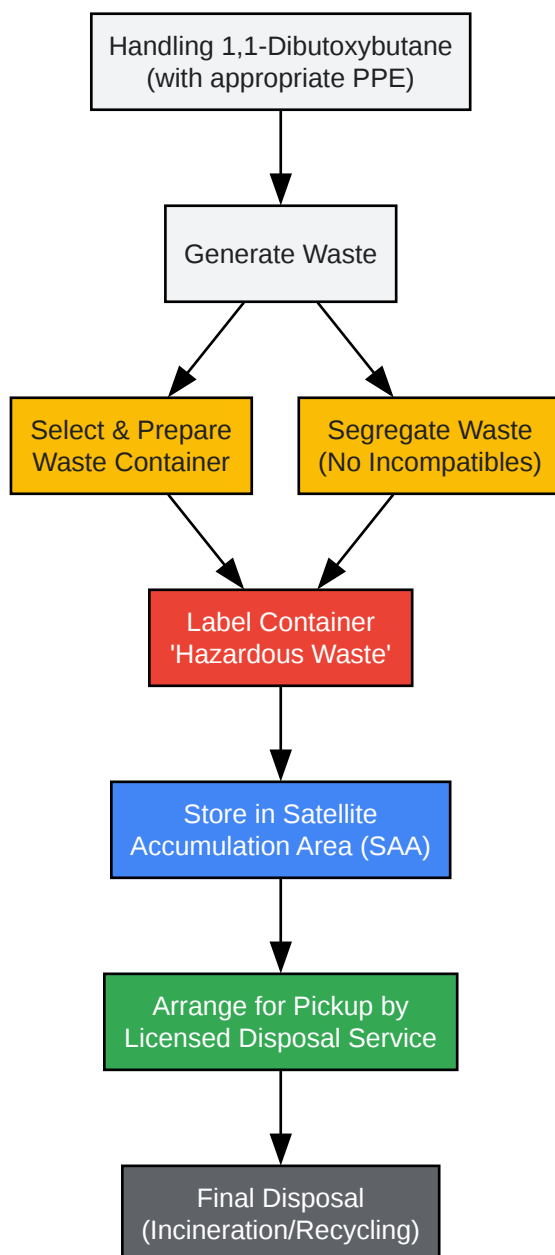 Handling 1,1-Dibutoxybutane
(with appropriate PPE)
Generate Waste
Select & Prepare
Waste Container
Segregate Waste
(No Incompatibles)
Label Container
'Hazardous Waste'
Store in Satellite
Accumulation Area (SAA)
Arrange for Pickup by
Licensed Disposal Service
Final Disposal
(Incineration/Recycling)